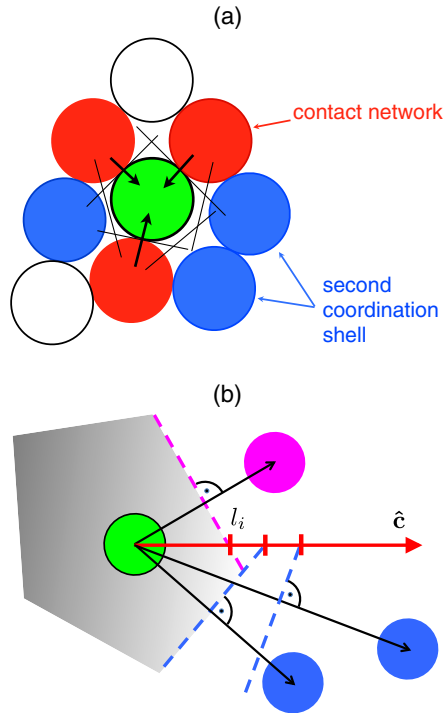 (a)
contact network
second
coordination
shell
(b)
l_i
ĉ